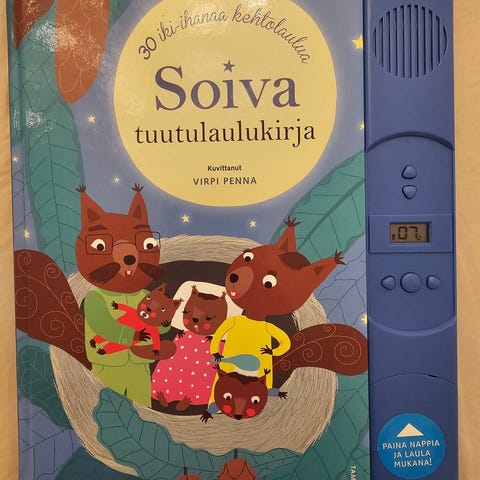 30 iki-ihanaa kehtolaulua
Soiva
tuutulaulukirja
Kuvittanut
VIRPI PENNA
07
PAINA NAPPIA
JA LAULA
MUKANA!